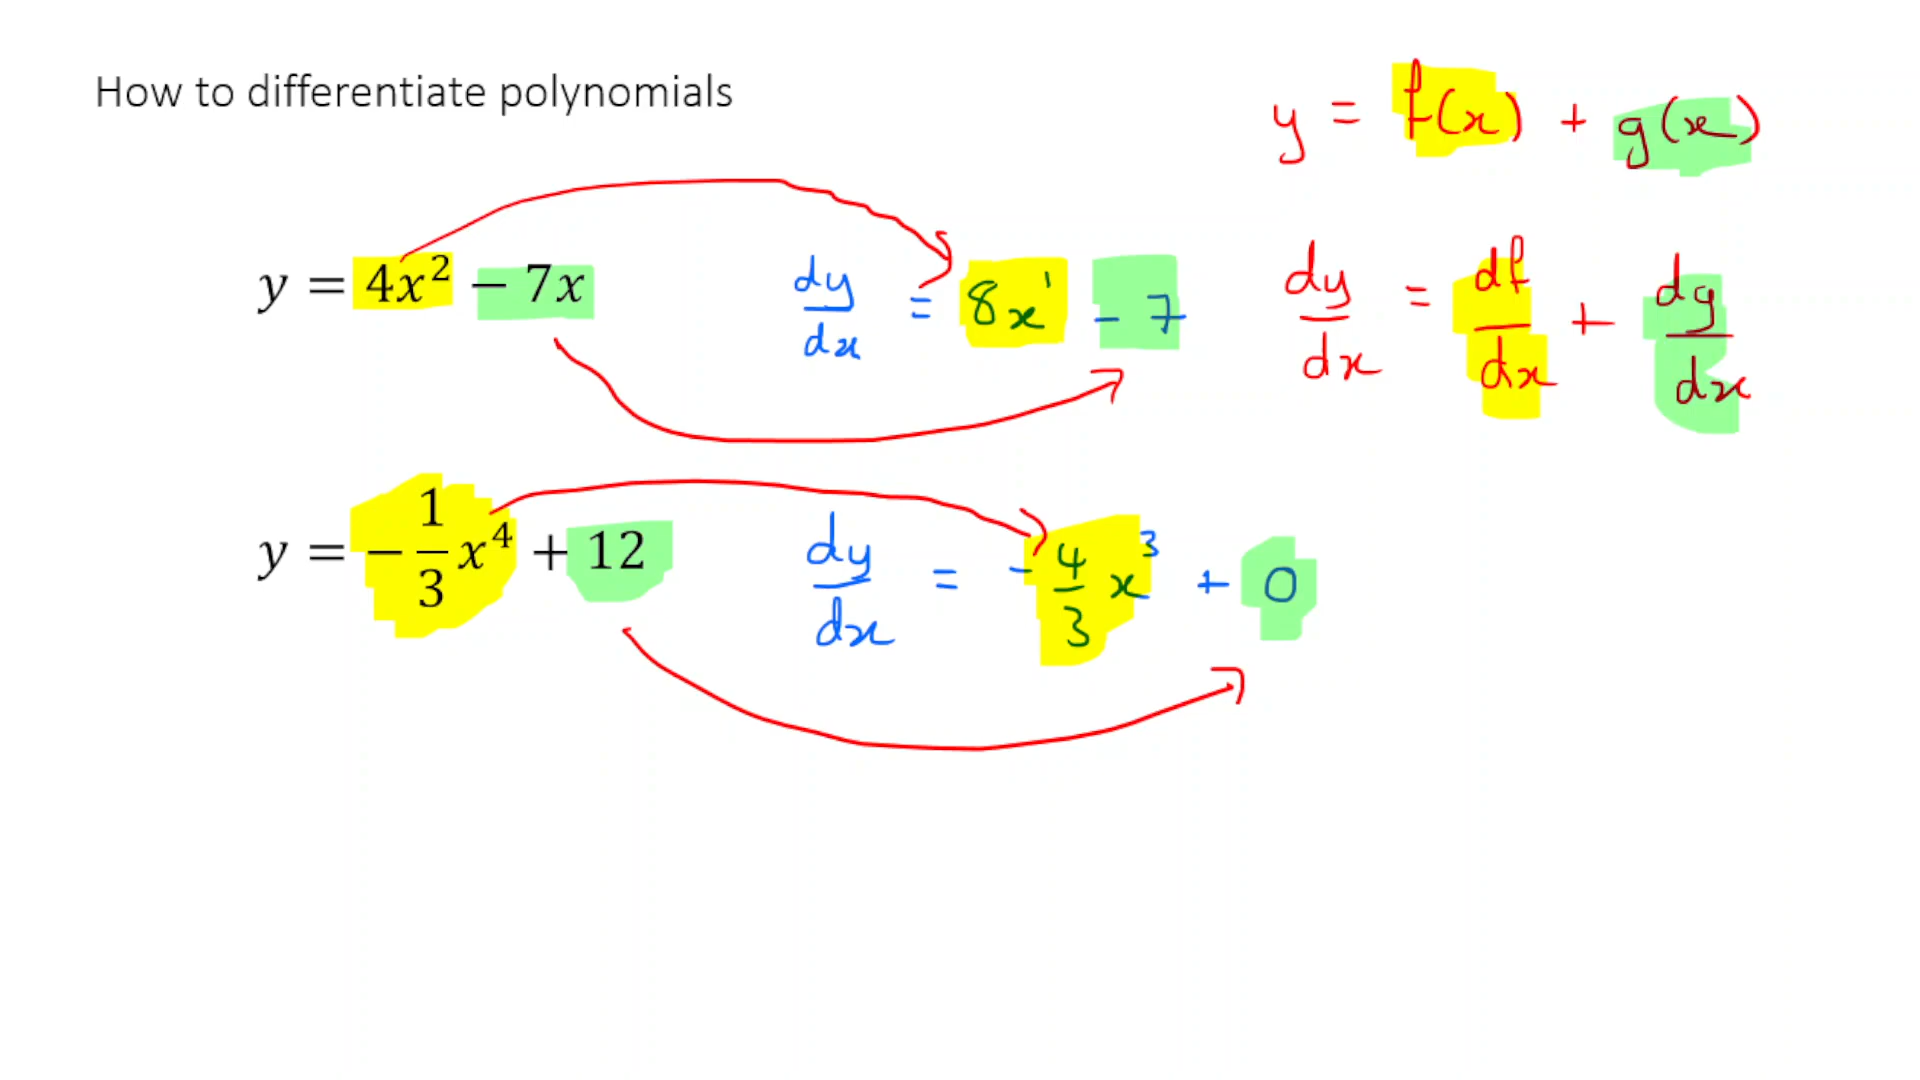 How to differentiate polynomials
y = f(x) + g(x)
y = 4x² − 7x
dy/dx = 8x¹ − 7
dy/dx = df/dx + dg/dx
y = −1/3 x⁴ + 12
dy/dx = −4/3 x³ + 0